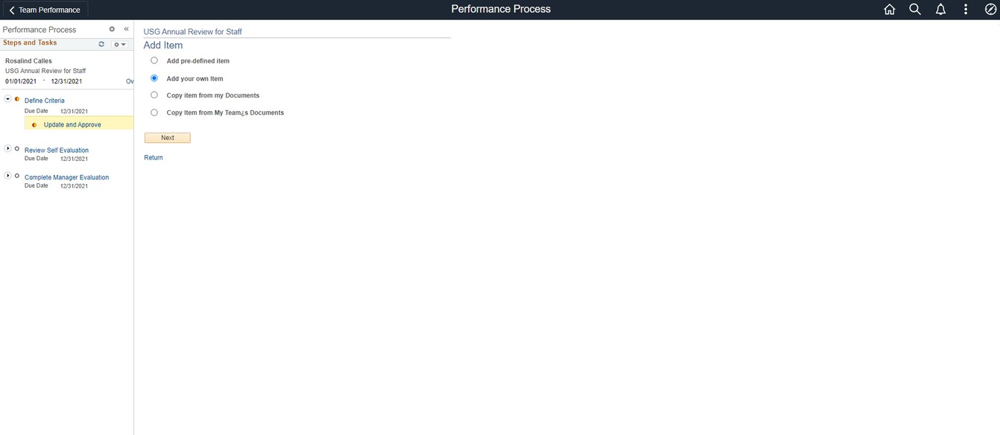 Team Performance
Performance Process
Performance Process
«
Steps and Tasks
Rosalind Calles
USG Annual Review for Staff
01/01/2021 - 12/31/2021 Ov
Define Criteria
Due Date 12/31/2021
Update and Approve
Review Self Evaluation
Due Date 12/31/2021
Complete Manager Evaluation
Due Date 12/31/2021
USG Annual Review for Staff
Add Item
Add pre-defined item
Add your own Item
Copy item from my Documents
Copy Item from My Team¿s Documents
Next
Return